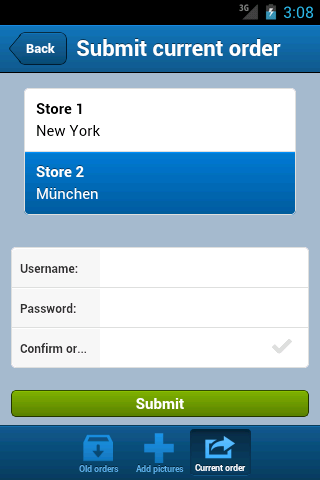 3G 3:08
Back Submit current order
Store 1
New York
Store 2
München
Username:
Password:
Confirm or...
Submit
Old orders Add pictures Current order